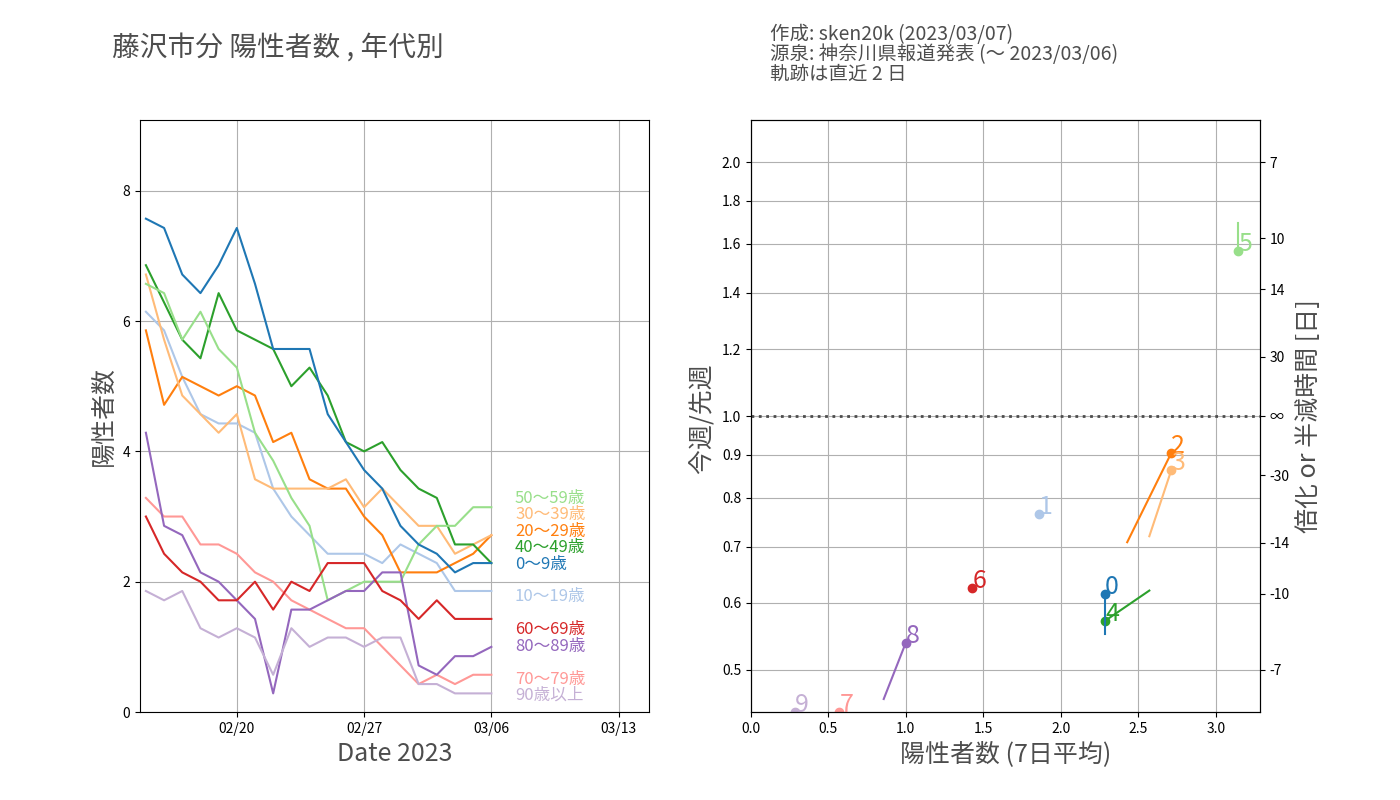 藤沢市分 陽性者数 , 年代別
作成: sken20k (2023/03/07)
源泉: 神奈川県報道発表 (〜 2023/03/06)
軌跡は直近 2 日
陽性者数
8
6
4
2
0
02/20
02/27
03/06
03/13
Date 2023
50〜59歳
30〜39歳
20〜29歳
40〜49歳
0〜9歳
10〜19歳
60〜69歳
80〜89歳
70〜79歳
90歳以上
今週/先週
2.0
1.8
1.6
1.4
1.2
1.0
0.9
0.8
0.7
0.6
0.5
0.0
0.5
1.0
1.5
2.0
2.5
3.0
陽性者数 (7日平均)
5
2
3
1
6
0
4
8
9
7
7
10
14
30
∞
-30
-14
-10
-7
倍化 or 半減時間 [日]